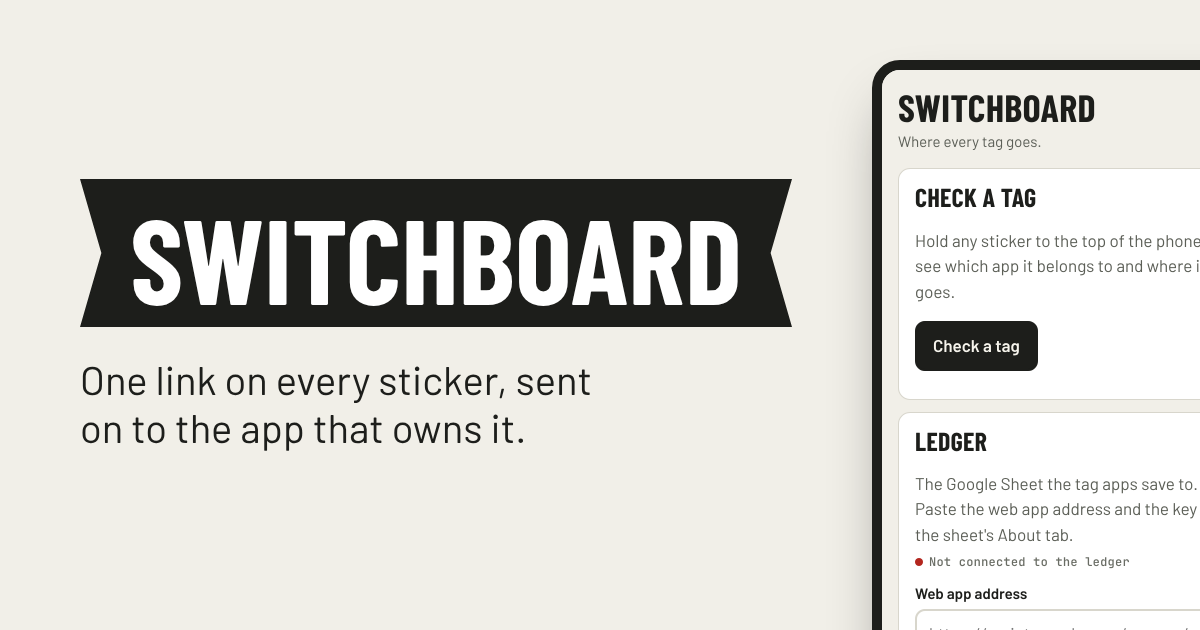 SWITCHBOARD
One link on every sticker, sent
on to the app that owns it.
SWITCHBOARD
Where every tag goes.
CHECK A TAG
Hold any sticker to the top of the phone
see which app it belongs to and where i
goes.
Check a tag
LEDGER
The Google Sheet the tag apps save to.
Paste the web app address and the key
the sheet's About tab.
Not connected to the ledger
Web app address